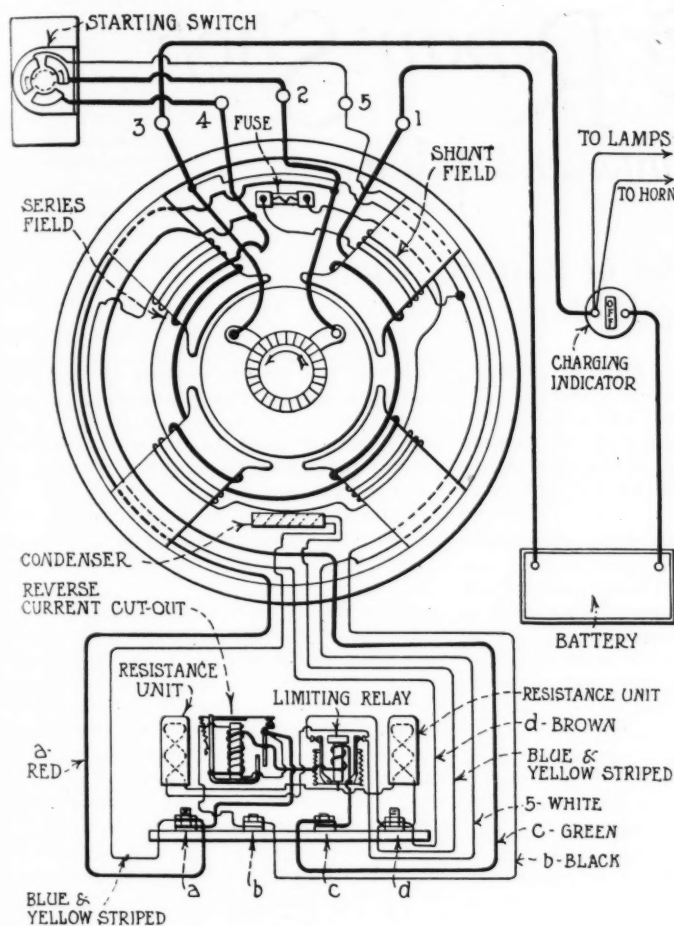 STARTING SWITCH
3
4
2
5
1
FUSE
SHUNT
FIELD
TO LAMPS
TO HORN
SERIES
FIELD
OFF
CHARGING
INDICATOR
CONDENSER
REVERSE
CURRENT CUT-OUT
BATTERY
RESISTANCE
UNIT
LIMITING RELAY
RESISTANCE UNIT
d-BROWN
a-
RED
BLUE &
YELLOW STRIPED
5-WHITE
C-GREEN
b-BLACK
a
b
c
d
BLUE &
YELLOW STRIPED